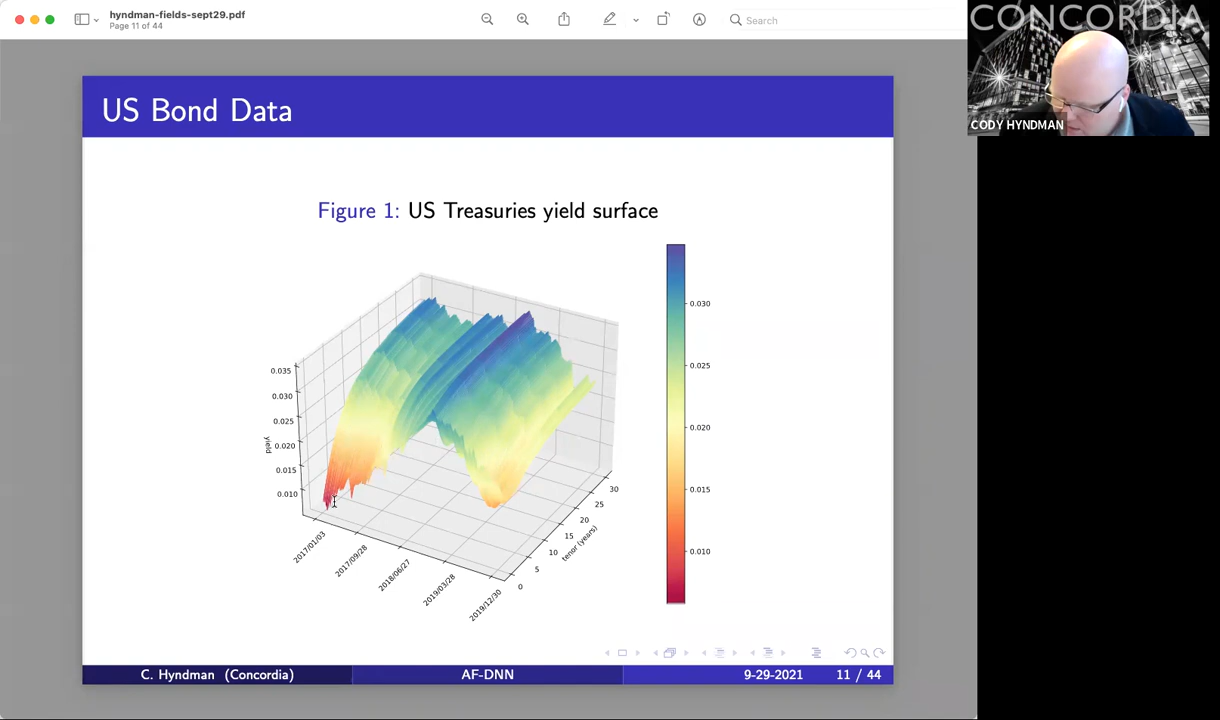 hyndman-fields-sept29.pdf
Page 11 of 44
Search
CONCORDIA
CODY HYNDMAN
US Bond Data
Figure 1: US Treasuries yield surface
0.035
0.030
0.025
0.020
0.015
0.010
yield
2017/01/03
2017/09/28
2018/06/27
2019/03/28
2019/12/30
0
5
10
15
20
25
30
tenor (years)
0.030
0.025
0.020
0.015
0.010
C. Hyndman (Concordia)
AF-DNN
9-29-2021
11 / 44